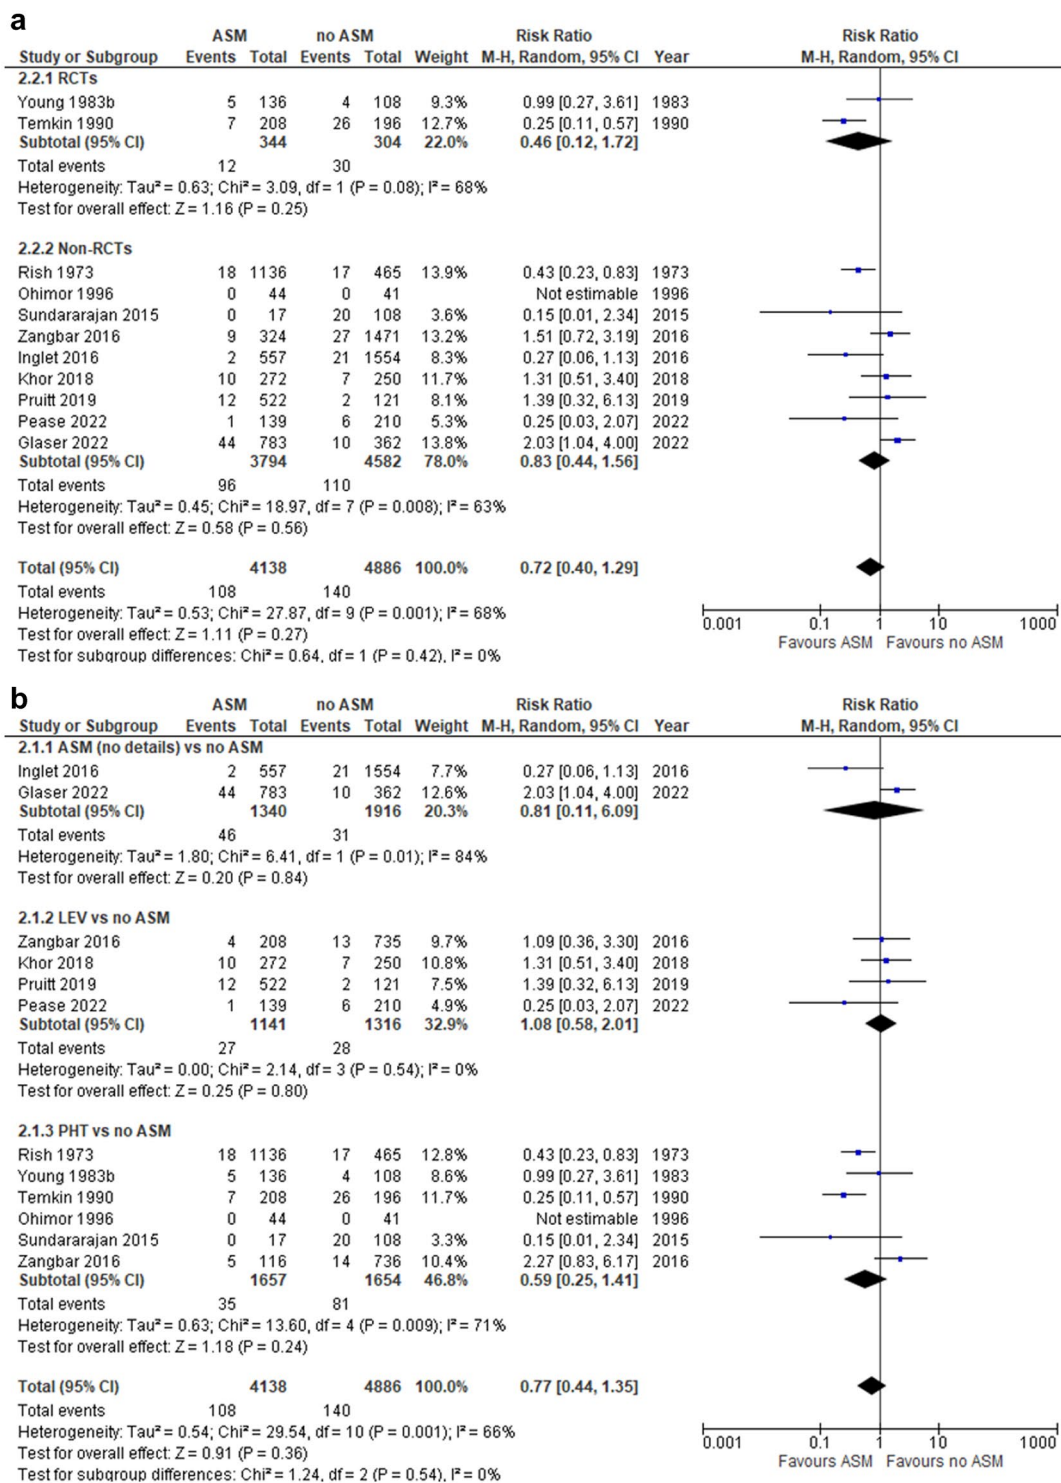 a
ASM no ASM Risk Ratio Risk Ratio
Study or Subgroup Events Total Events Total Weight M-H, Random, 95% CI Year M-H, Random, 95% CI
2.2.1 RCTs
Young 1983b 5 136 4 108 9.3% 0.99 [0.27, 3.61] 1983
Temkin 1990 7 208 26 196 12.7% 0.25 [0.11, 0.57] 1990
Subtotal (95% CI) 344 304 22.0% 0.46 [0.12, 1.72]
Total events 12 30
Heterogeneity: Tau² = 0.63; Chi² = 3.09, df = 1 (P = 0.08); I² = 68%
Test for overall effect: Z = 1.16 (P = 0.25)
2.2.2 Non-RCTs
Rish 1973 18 1136 17 465 13.9% 0.43 [0.23, 0.83] 1973
Ohimor 1996 0 44 0 41 Not estimable 1996
Sundararajan 2015 0 17 20 108 3.6% 0.15 [0.01, 2.34] 2015
Zangbar 2016 9 324 27 1471 13.2% 1.51 [0.72, 3.19] 2016
Inglet 2016 2 557 21 1554 8.3% 0.27 [0.06, 1.13] 2016
Khor 2018 10 272 7 250 11.7% 1.31 [0.51, 3.40] 2018
Pruitt 2019 12 522 2 121 8.1% 1.39 [0.32, 6.13] 2019
Pease 2022 1 139 6 210 5.3% 0.25 [0.03, 2.07] 2022
Glaser 2022 44 783 10 362 13.8% 2.03 [1.04, 4.00] 2022
Subtotal (95% CI) 3794 4582 78.0% 0.83 [0.44, 1.56]
Total events 96 110
Heterogeneity: Tau² = 0.45; Chi² = 18.97, df = 7 (P = 0.008); I² = 63%
Test for overall effect: Z = 0.58 (P = 0.56)
Total (95% CI) 4138 4886 100.0% 0.72 [0.40, 1.29]
Total events 108 140
Heterogeneity: Tau² = 0.53; Chi² = 27.87, df = 9 (P = 0.001); I² = 68%
Test for overall effect: Z = 1.11 (P = 0.27)
Test for subgroup differences: Chi² = 0.64, df = 1 (P = 0.42), I² = 0%
0.001 0.1 1 10 1000
Favours ASM Favours no ASM
b
ASM no ASM Risk Ratio Risk Ratio
Study or Subgroup Events Total Events Total Weight M-H, Random, 95% CI Year M-H, Random, 95% CI
2.1.1 ASM (no details) vs no ASM
Inglet 2016 2 557 21 1554 7.7% 0.27 [0.06, 1.13] 2016
Glaser 2022 44 783 10 362 12.6% 2.03 [1.04, 4.00] 2022
Subtotal (95% CI) 1340 1916 20.3% 0.81 [0.11, 6.09]
Total events 46 31
Heterogeneity: Tau² = 1.80; Chi² = 6.41, df = 1 (P = 0.01); I² = 84%
Test for overall effect: Z = 0.20 (P = 0.84)
2.1.2 LEV vs no ASM
Zangbar 2016 4 208 13 735 9.7% 1.09 [0.36, 3.30] 2016
Khor 2018 10 272 7 250 10.8% 1.31 [0.51, 3.40] 2018
Pruitt 2019 12 522 2 121 7.5% 1.39 [0.32, 6.13] 2019
Pease 2022 1 139 6 210 4.9% 0.25 [0.03, 2.07] 2022
Subtotal (95% CI) 1141 1316 32.9% 1.08 [0.58, 2.01]
Total events 27 28
Heterogeneity: Tau² = 0.00; Chi² = 2.14, df = 3 (P = 0.54); I² = 0%
Test for overall effect: Z = 0.25 (P = 0.80)
2.1.3 PHT vs no ASM
Rish 1973 18 1136 17 465 12.8% 0.43 [0.23, 0.83] 1973
Young 1983b 5 136 4 108 8.6% 0.99 [0.27, 3.61] 1983
Temkin 1990 7 208 26 196 11.7% 0.25 [0.11, 0.57] 1990
Ohimor 1996 0 44 0 41 Not estimable 1996
Sundararajan 2015 0 17 20 108 3.3% 0.15 [0.01, 2.34] 2015
Zangbar 2016 5 116 14 736 10.4% 2.27 [0.83, 6.17] 2016
Subtotal (95% CI) 1657 1654 46.8% 0.59 [0.25, 1.41]
Total events 35 81
Heterogeneity: Tau² = 0.63; Chi² = 13.60, df = 4 (P = 0.009); I² = 71%
Test for overall effect: Z = 1.18 (P = 0.24)
Total (95% CI) 4138 4886 100.0% 0.77 [0.44, 1.35]
Total events 108 140
Heterogeneity: Tau² = 0.54; Chi² = 29.54, df = 10 (P = 0.001); I² = 66%
Test for overall effect: Z = 0.91 (P = 0.36)
Test for subgroup differences: Chi² = 1.24, df = 2 (P = 0.54), I² = 0%
0.001 0.1 1 10 1000
Favours ASM Favours no ASM